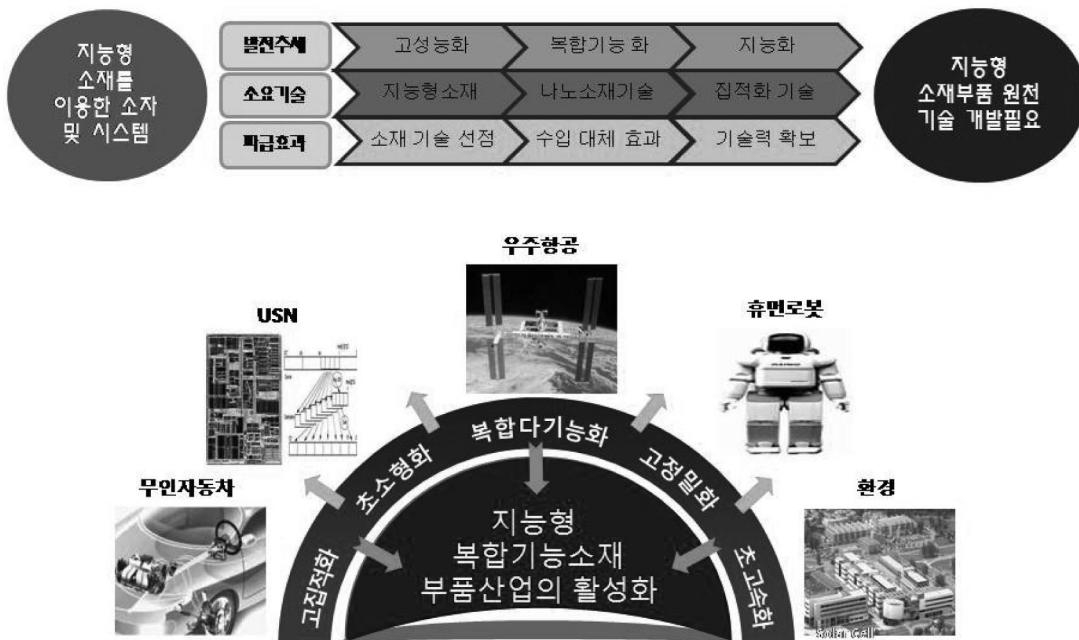 지능형
소재를
이용한 소자
및 시스템
발전추세
고성능화
복합기능 화
지능화
소요기술
지능형소재
나노소재기술
집적화 기술
파급효과
소재 기술 선점
수입 대체 효과
기술력 확보
지능형
소재부품 원천
기술 개발필요
우주항공
USN
휴먼로봇
무인자동차
환경
고집적화
초소형화
복합다기능화
고정밀화
초고속화
지능형
복합기능소재
부품산업의 활성화
Solar Cell